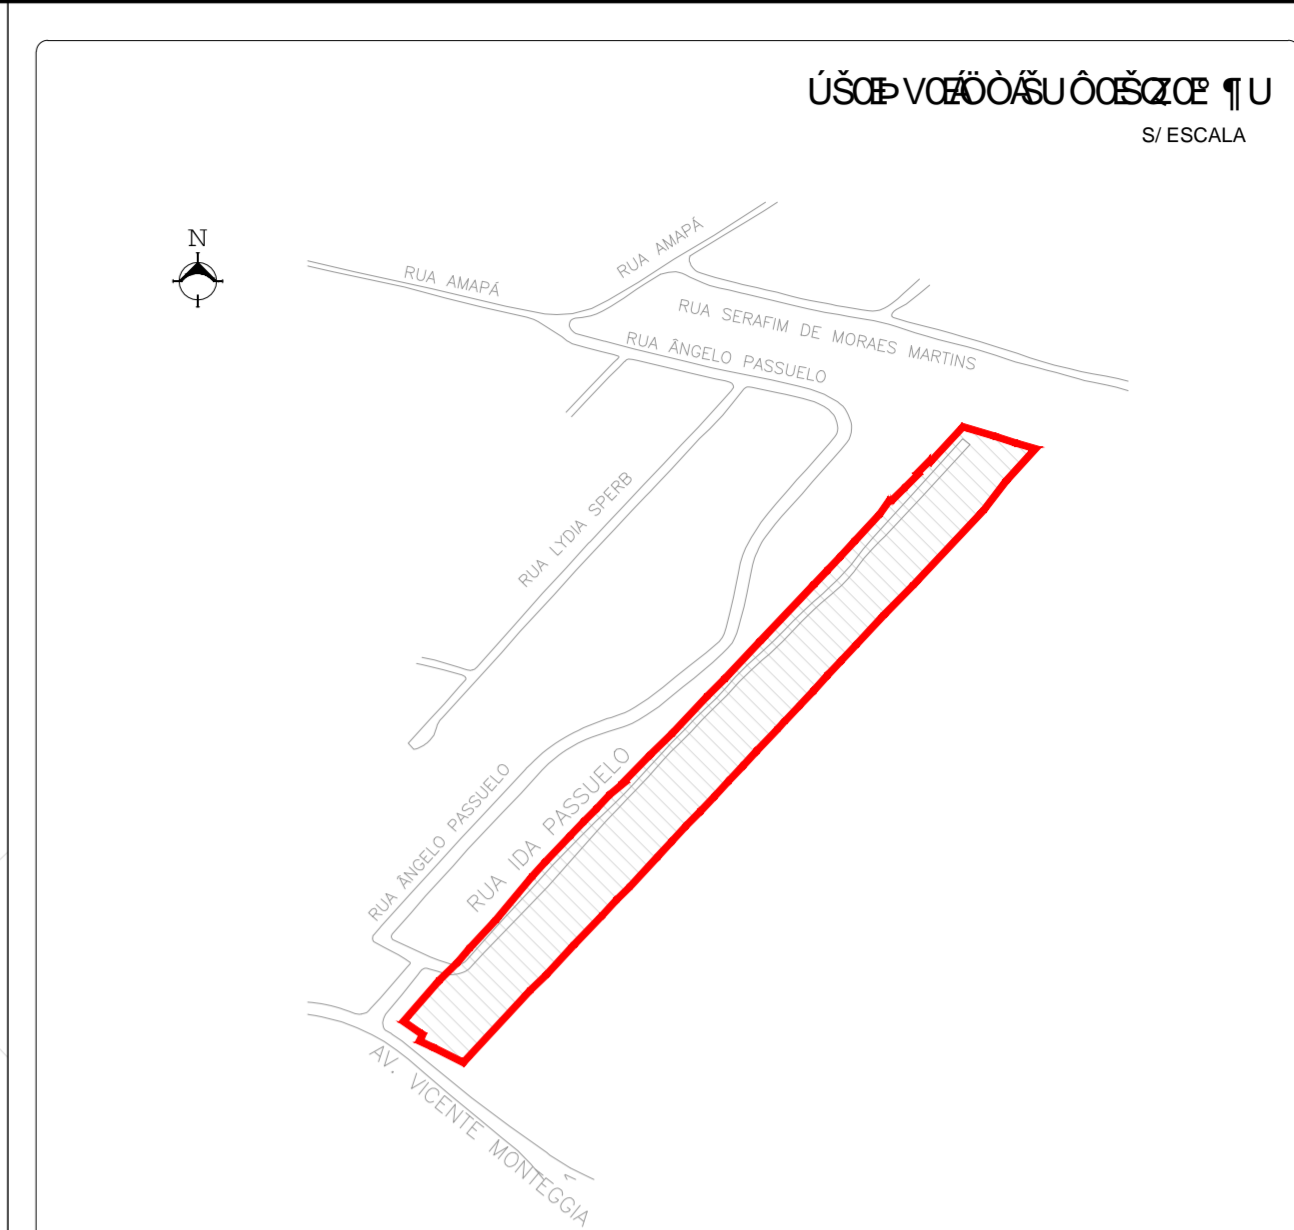 ÚŠŒÞVŒÁÖÒÁŠUÔŒŠQZŒº¶U
S/ ESCALA
N
RUA AMAPÁ
RUA AMAPÁ
RUA SERAFIM DE MORAES MARTINS
RUA ÂNGELO PASSUELO
RUA LYDIA SPERB
RUA ÂNGELO PASSUELO
RUA IDA PASSUELO
AV. VICENTE MONTEGGIA